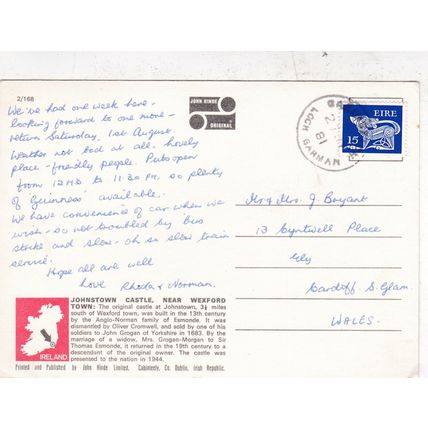 2/168
JOHN HINDE
ORIGINAL
We've had one week here -
looking forward to one more -
return Saturday, 1st August.
Weather not bad at all. Lovely
place - friendly people. Pubs open
from 12 MD to 11:30 PM, so plenty
of Guinness available.
We have convenience of car when we
wish - so not troubled by 'Bus
strike and slow - oh so slow train
service.
Hope all are well
Love Rhoda & Norman.
LOCH GARMAN
81
EIRE
15
Mr & Mrs. J. Bryant
13 Cyntwell Place
Ely
Cardiff S. Glam.
WALES.
IRELAND
JOHNSTOWN CASTLE, NEAR WEXFORD
TOWN: The original castle at Johnstown, 3½ miles
south of Wexford town, was built in the 13th century
by the Anglo-Norman family of Esmonde. It was
dismantled by Oliver Cromwell, and sold by one of his
soldiers to John Grogan of Yorkshire in 1683. By the
marriage of a widow, Mrs. Grogan-Morgan to Sir
Thomas Esmonde, it returned in the 19th century to a
descendant of the original owner. The castle was
presented to the nation in 1944.
Printed and Published by John Hinde Limited, Cabinteely, Co. Dublin, Irish Republic.